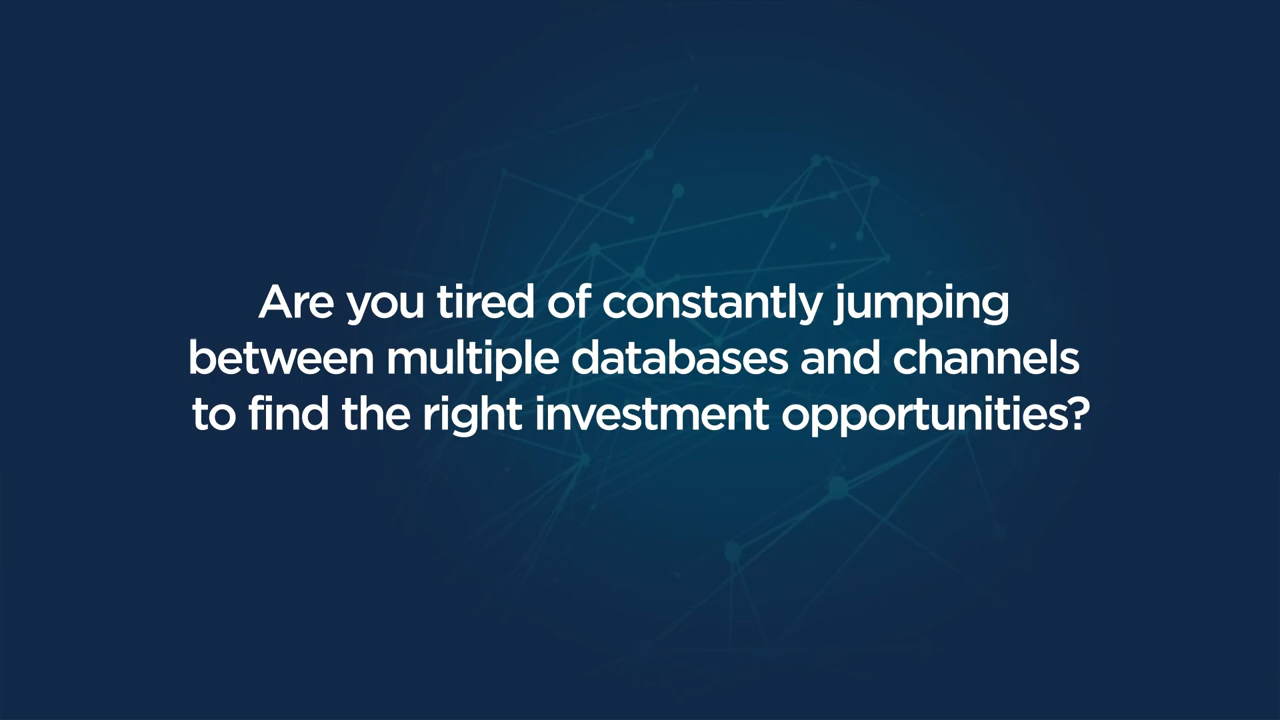 Are you tired of constantly jumping
between multiple databases and channels
to find the right investment opportunities?